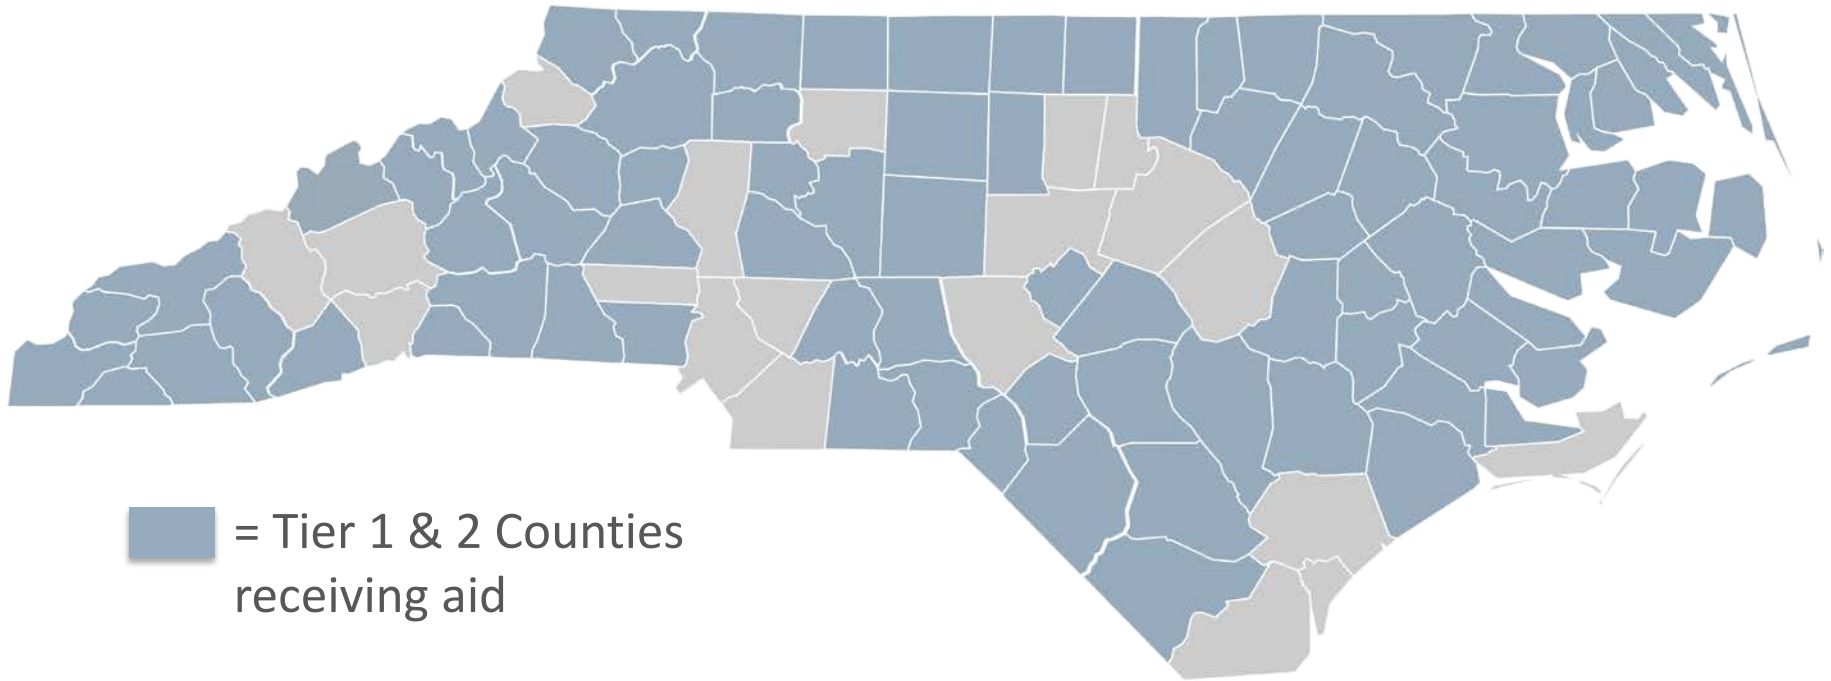 = Tier 1 & 2 Counties
receiving aid